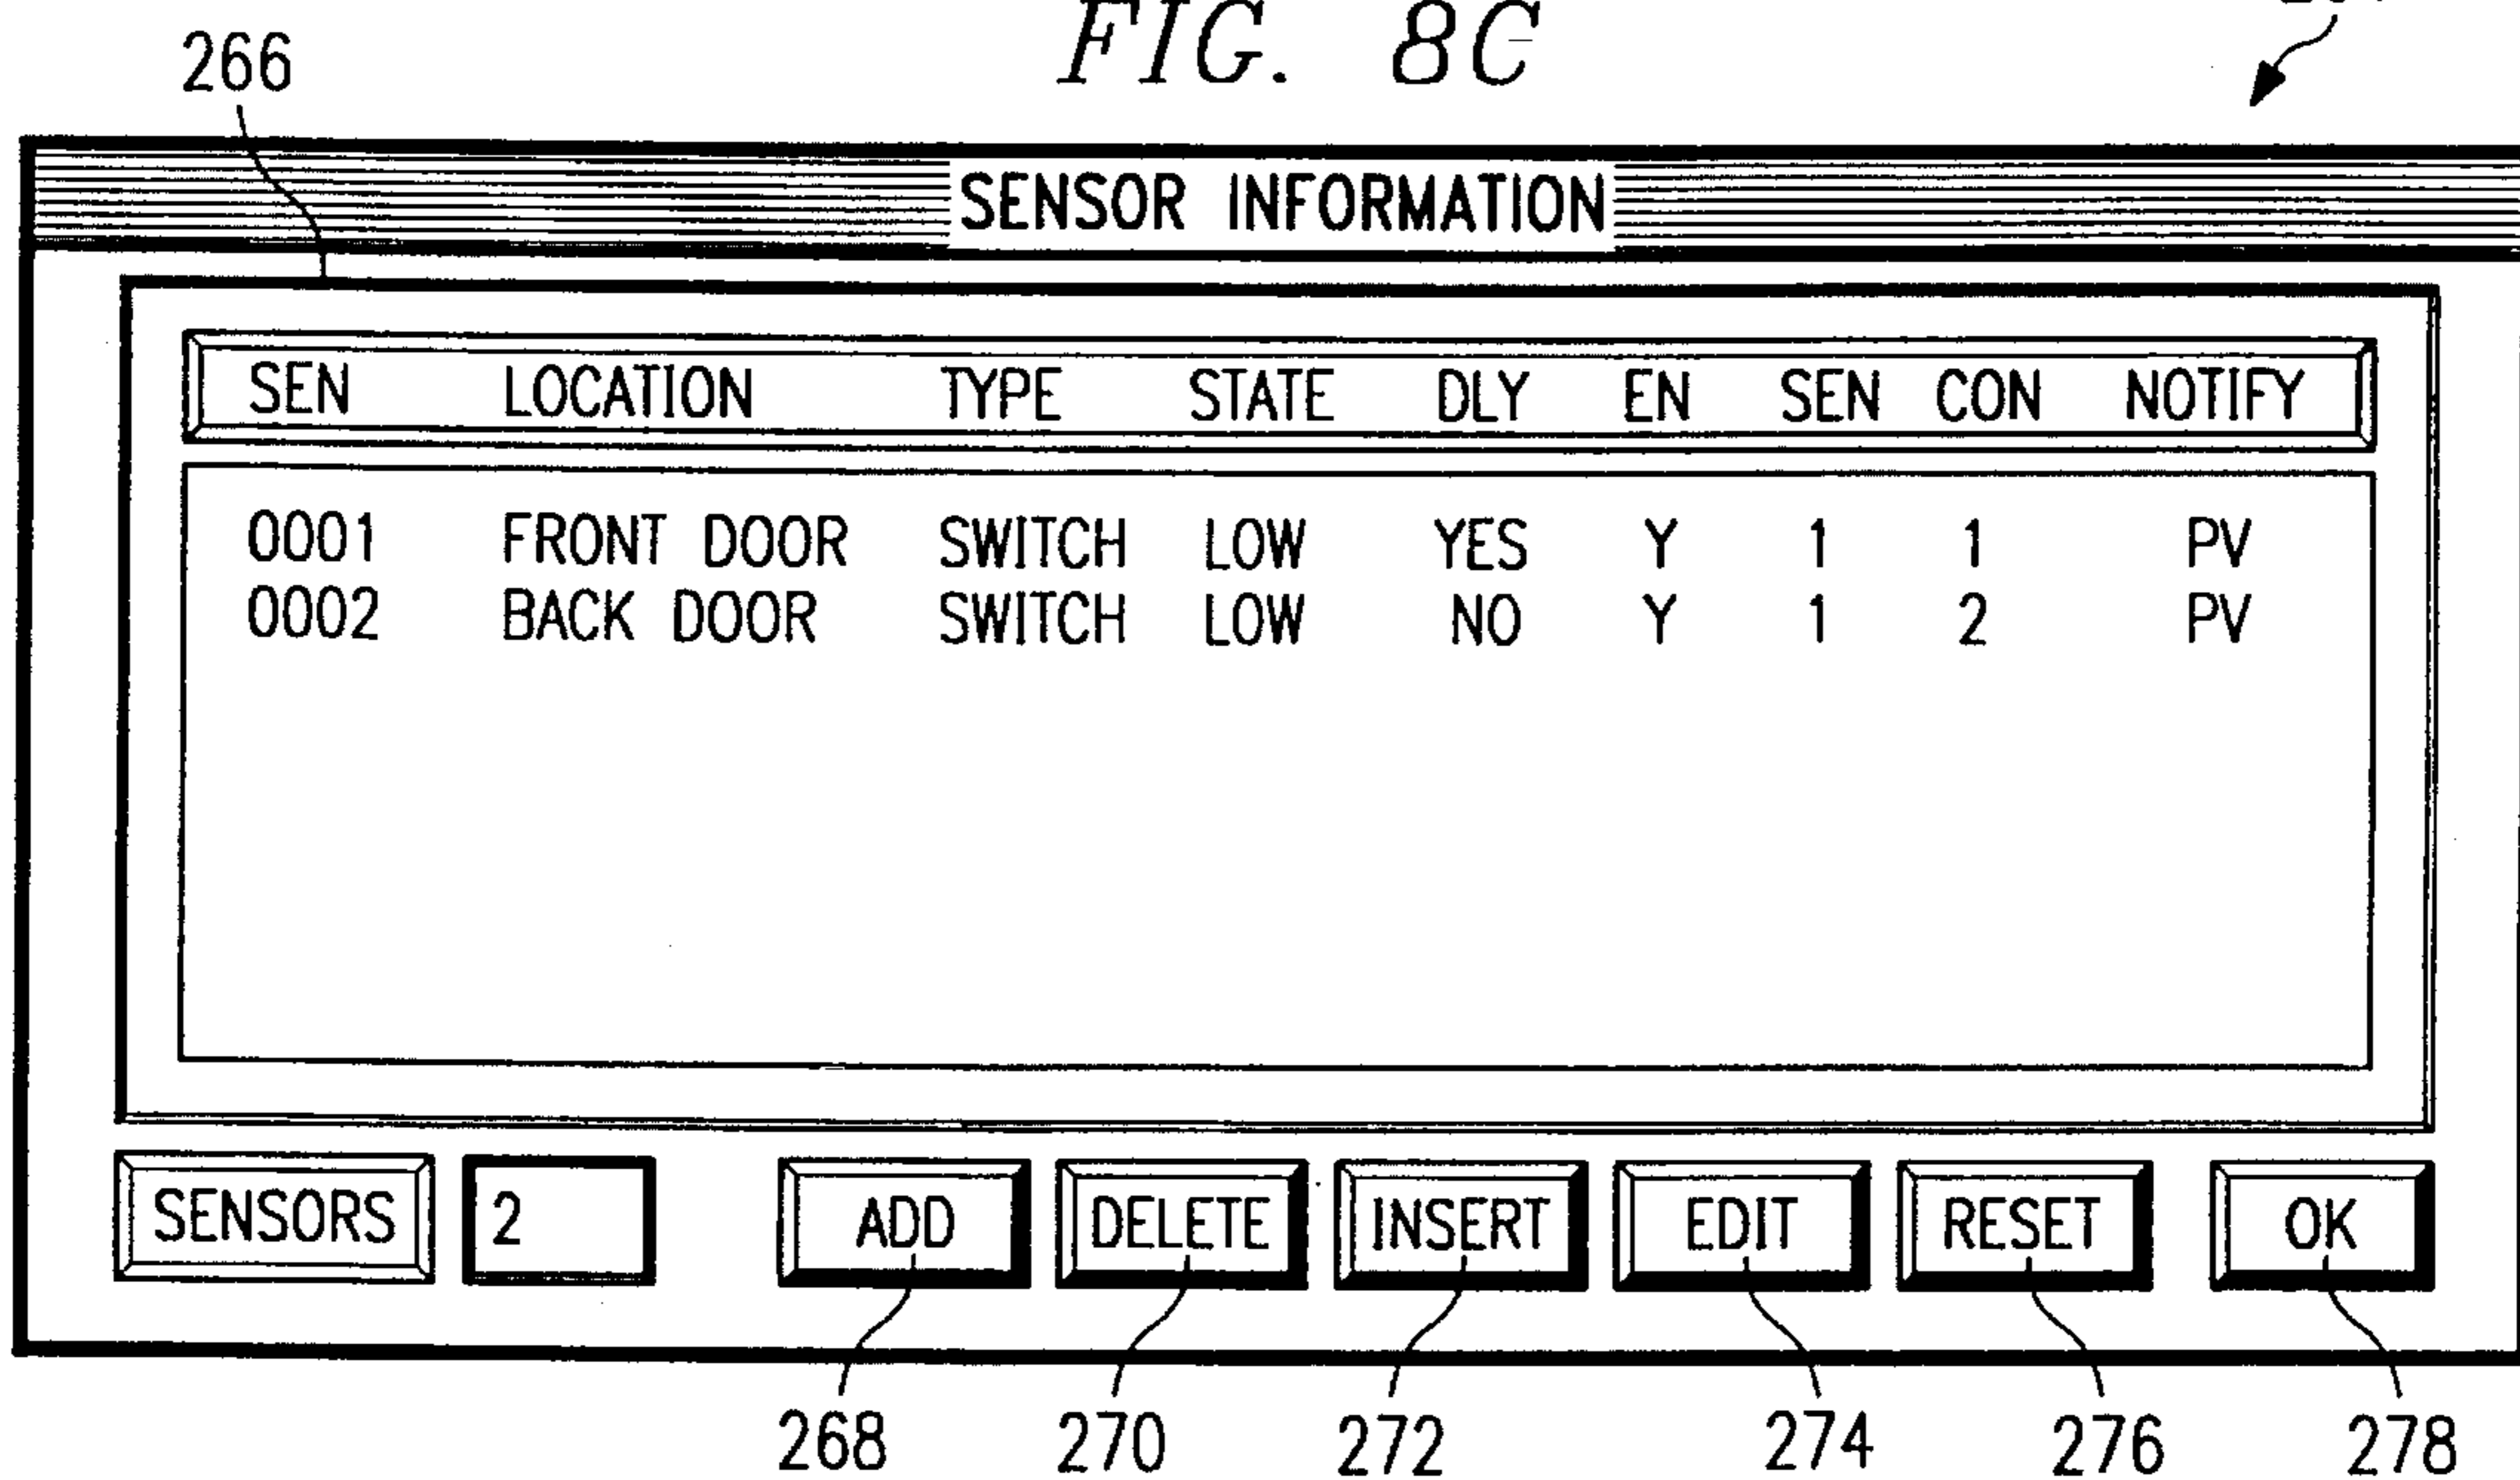 FIG. 8C
266
SENSOR INFORMATION
SEN LOCATION TYPE STATE DLY EN SEN CON NOTIFY
0001 FRONT DOOR SWITCH LOW YES Y 1 1 PV
0002 BACK DOOR SWITCH LOW NO Y 1 2 PV
SENSORS 2 ADD DELETE INSERT EDIT RESET OK
268 270 272 274 276 278